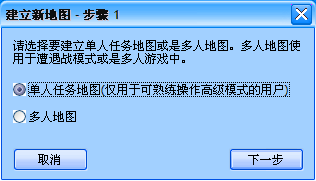 建立新地图 - 步骤 1
请选择要建立单人任务地图或是多人地图。多人地图使
用于遭遇战模式或是多人游戏中。
单人任务地图(仅用于可熟练操作高级模式的用户)
多人地图
取消
下一步